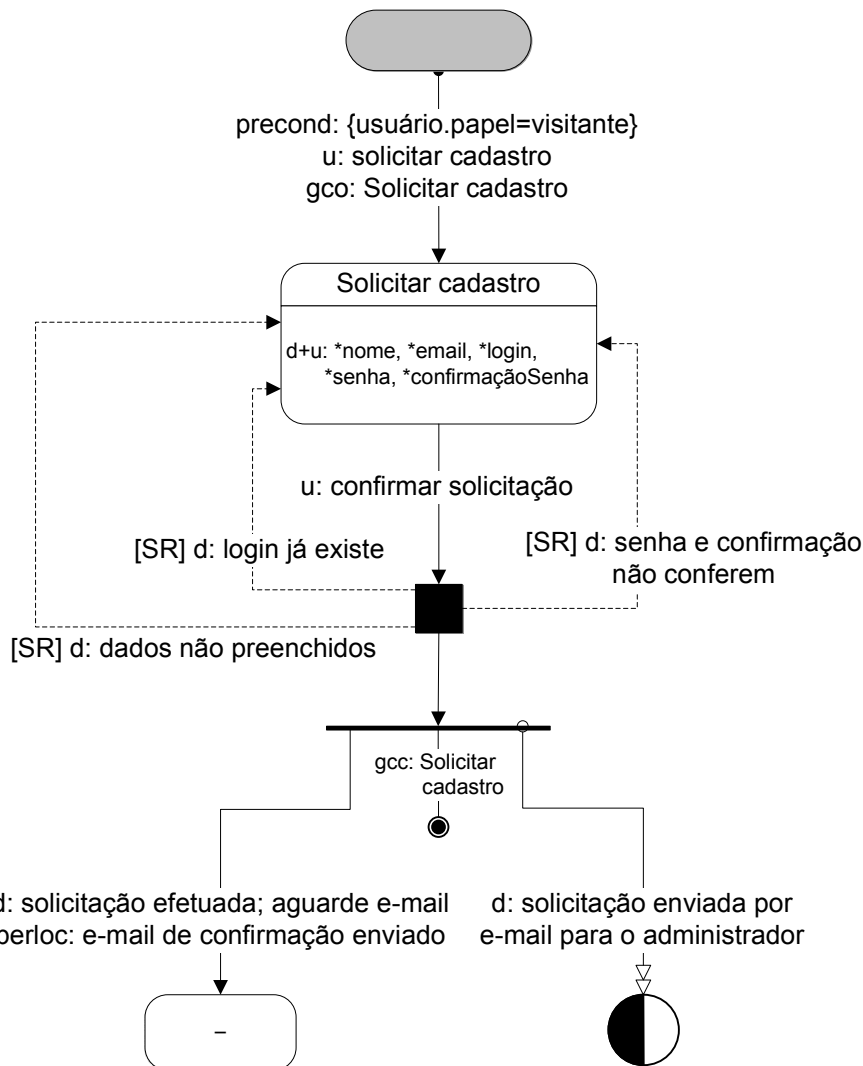 precond: {usuário.papel=visitante}
u: solicitar cadastro
gco: Solicitar cadastro
Solicitar cadastro
d+u: *nome, *email, *login,
*senha, *confirmaçãoSenha
u: confirmar solicitação
[SR] d: login já existe
[SR] d: senha e confirmação
não conferem
[SR] d: dados não preenchidos
gcc: Solicitar
cadastro
d: solicitação efetuada; aguarde e-mail
perloc: e-mail de confirmação enviado
d: solicitação enviada por
e-mail para o administrador
–